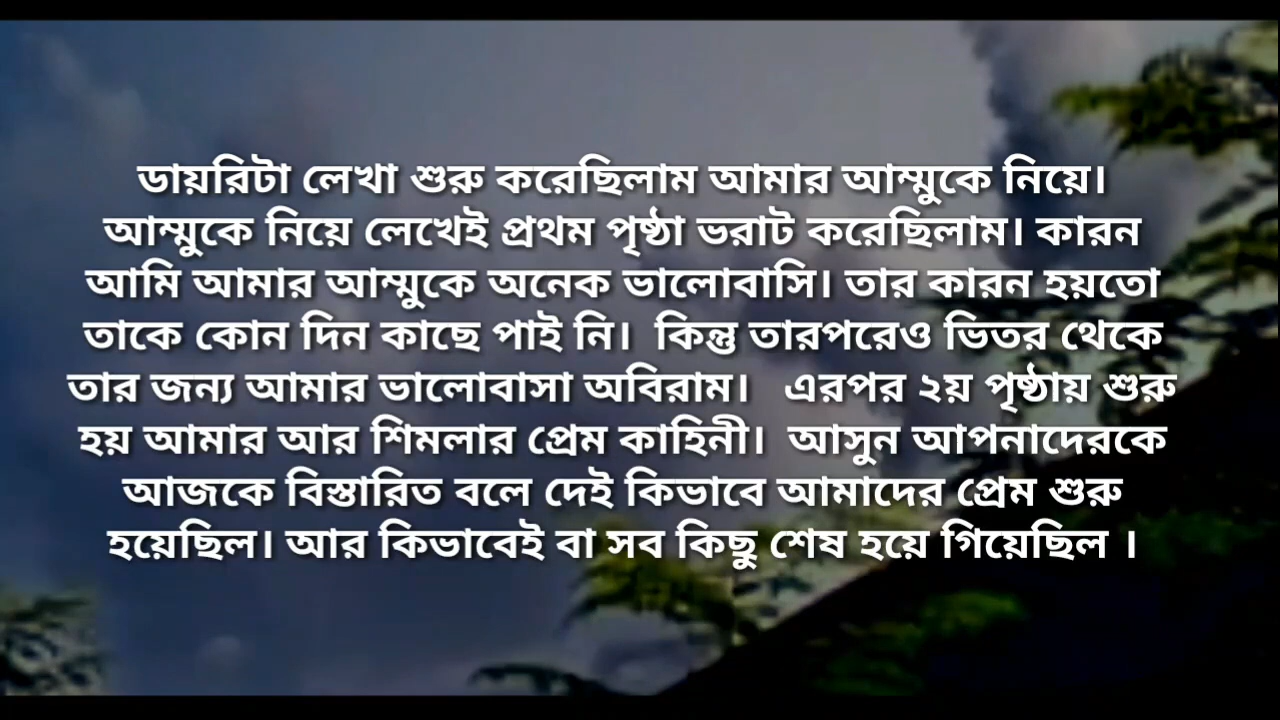 ডায়রিটা লেখা শুরু করেছিলাম আমার আম্মুকে নিয়ে।
আম্মুকে নিয়ে লেখেই প্রথম পৃষ্ঠা ভরাট করেছিলাম। কারন
আমি আমার আম্মুকে অনেক ভালোবাসি। তার কারন হয়তো
তাকে কোন দিন কাছে পাই নি।  কিন্তু তারপরেও ভিতর থেকে
তার জন্য আমার ভালোবাসা অবিরাম।   এরপর ২য় পৃষ্ঠায় শুরু
হয় আমার আর শিমলার প্রেম কাহিনী।  আসুন আপনাদেরকে
আজকে বিস্তারিত বলে দেই কিভাবে আমাদের প্রেম শুরু
হয়েছিল। আর কিভাবেই বা সব কিছু শেষ হয়ে গিয়েছিল ।